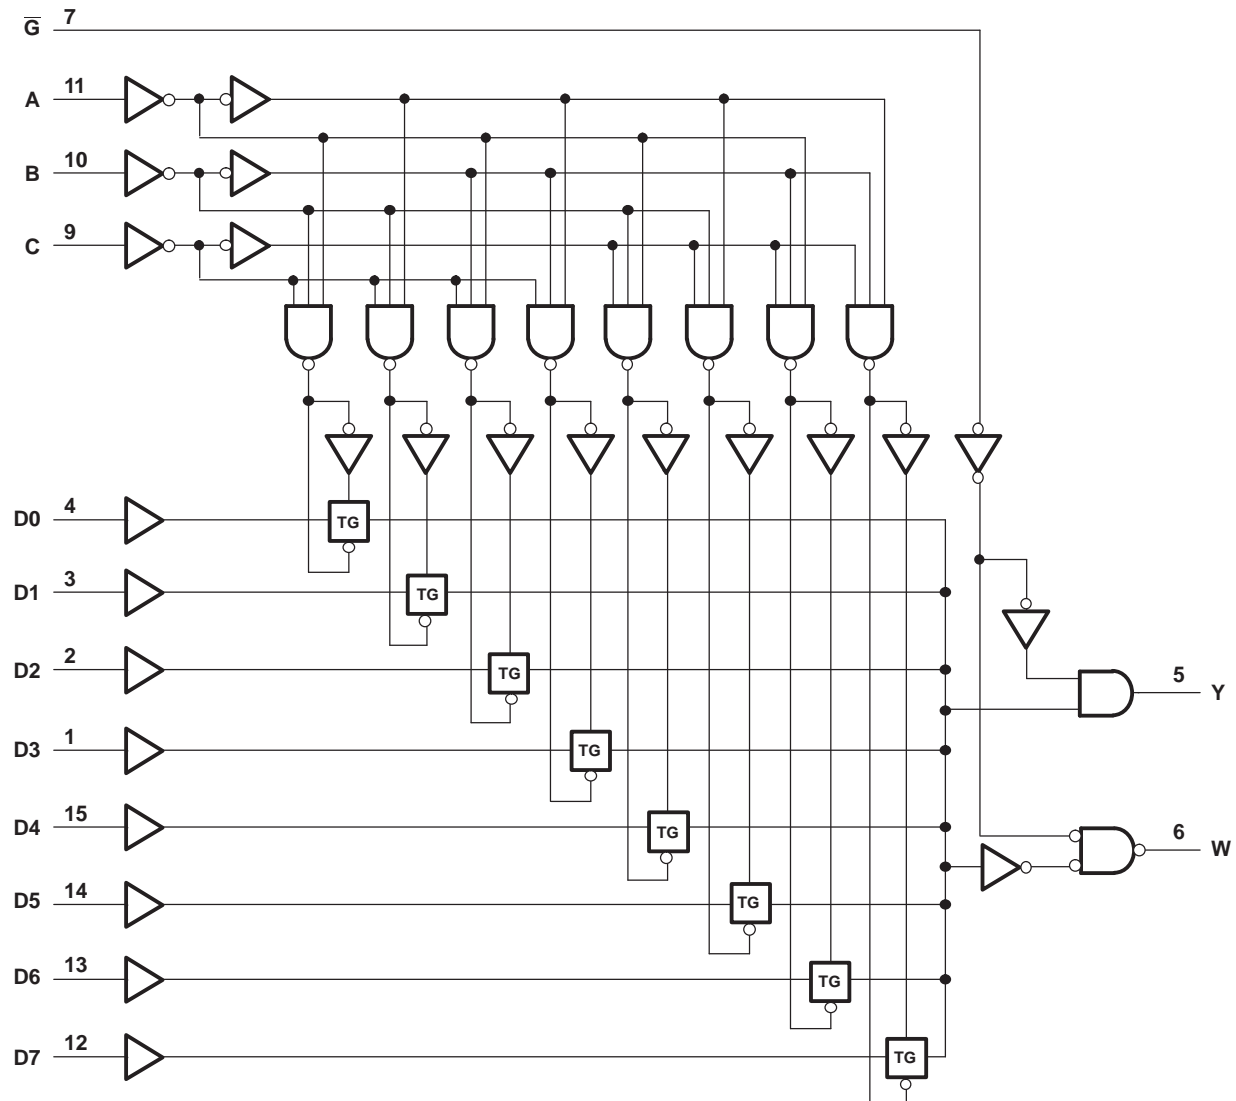 G̅ 7
A 11
B 10
C 9
D0 4
TG
D1 3
TG
D2 2
TG
5 Y
D3 1
TG
D4 15
TG
6 W
D5 14
TG
D6 13
TG
D7 12
TG